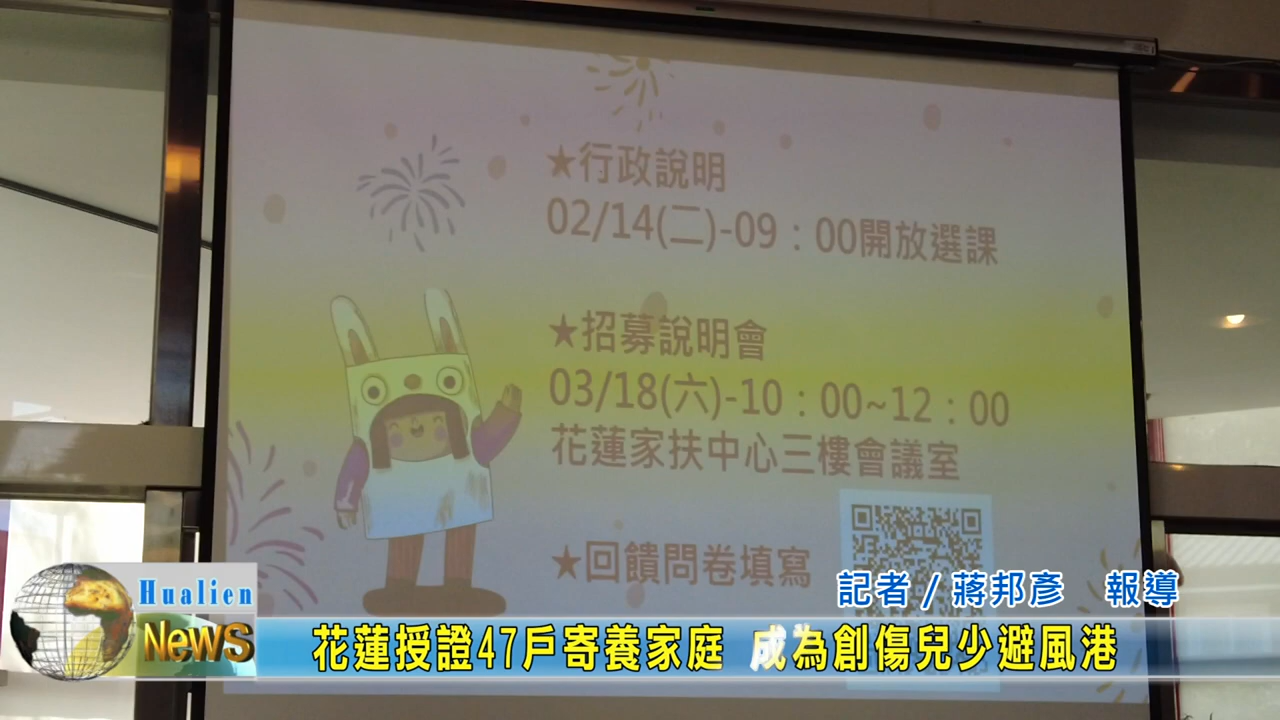 ★行政說明
02/14(二)-09：00開放選課
★招募說明會
03/18(六)-10：00~12：00
花蓮家扶中心三樓會議室
★回饋問卷填寫
記者／蔣邦彥 報導
Hualien
NewS
花蓮授證47戶寄養家庭 成為創傷兒少避風港